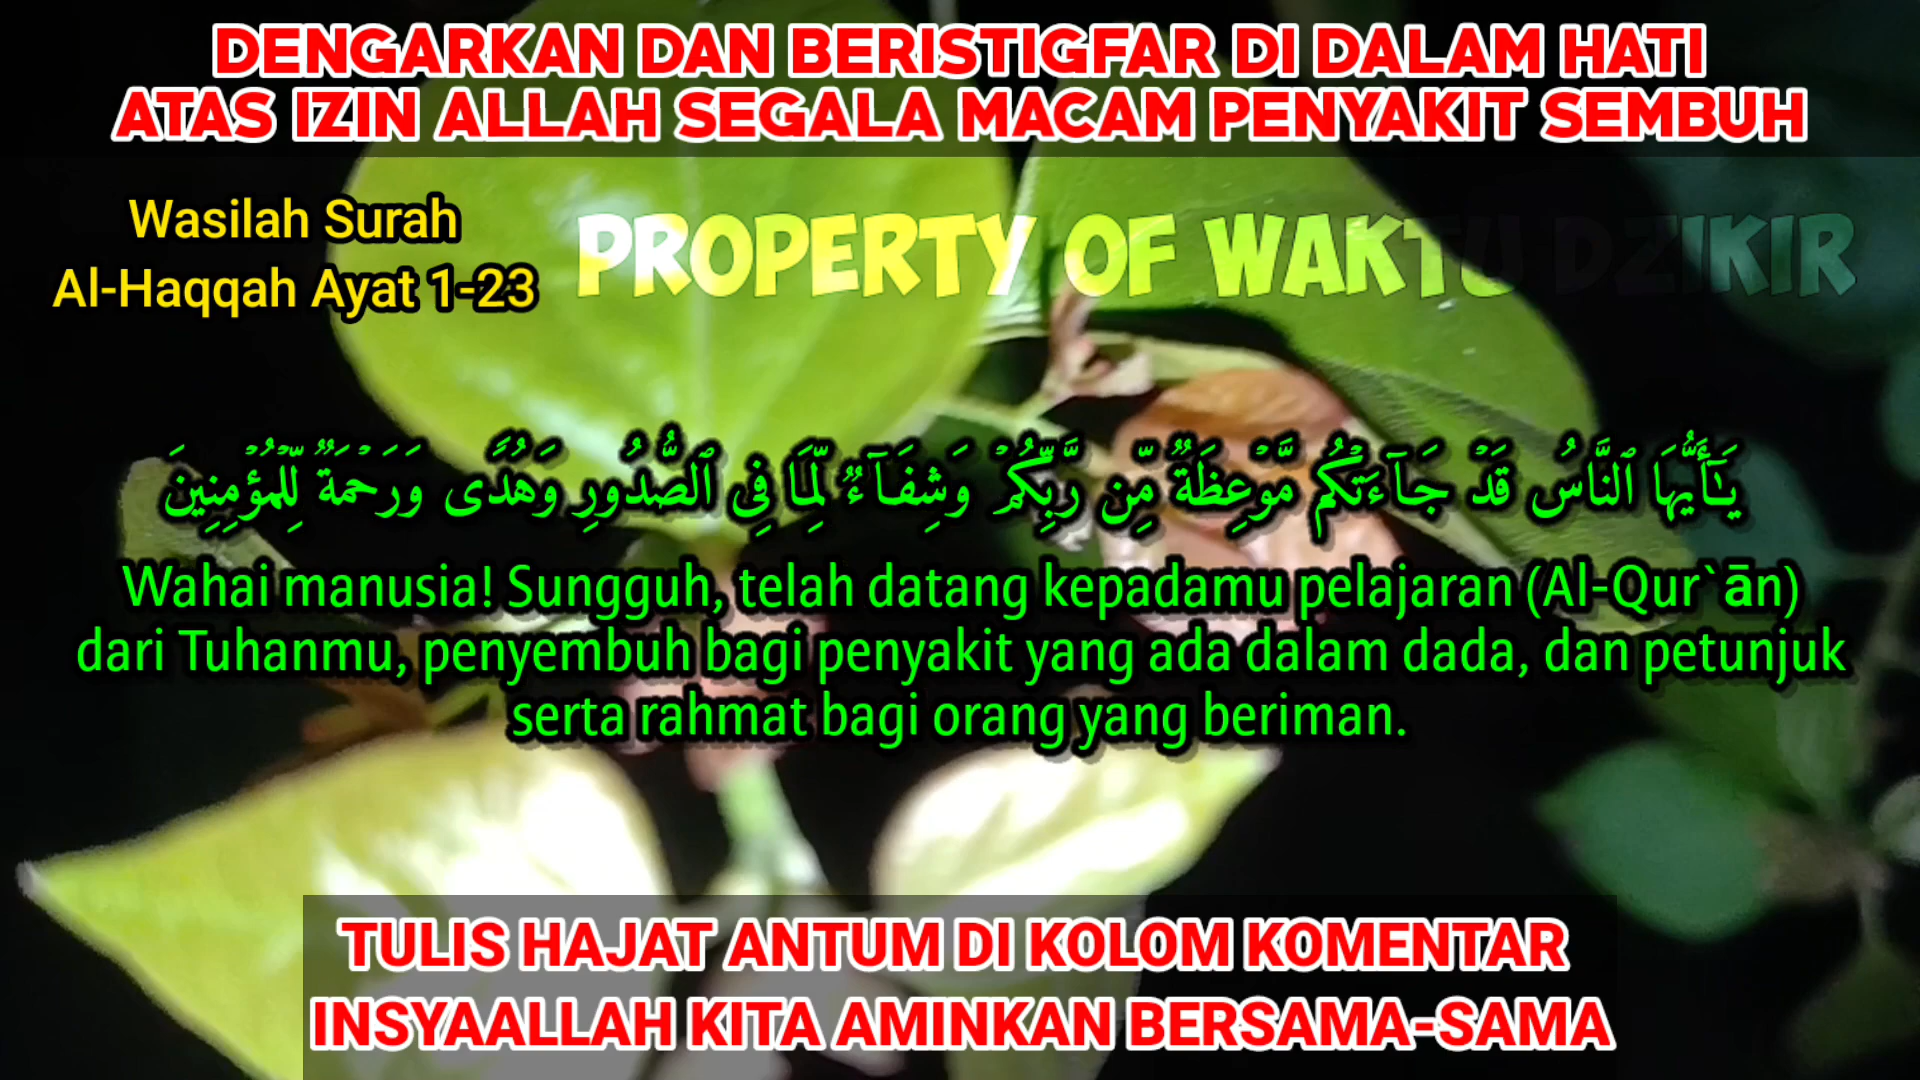 DENGARKAN DAN BERISTIGFAR DI DALAM HATI
ATAS IZIN ALLAH SEGALA MACAM PENYAKIT SEMBUH
Wasilah Surah
Al-Haqqah Ayat 1-23
PROPERTY OF WAKTU DZIKIR
يَـٰٓأَيُّهَا ٱلنَّاسُ قَدْ جَآءَتْكُم مَّوْعِظَةٌ مِّن رَّبِّكُمْ وَشِفَآءٌ لِّمَا فِى ٱلصُّدُورِ وَهُدًى وَرَحْمَةٌ لِّلْمُؤْمِنِينَ
Wahai manusia! Sungguh, telah datang kepadamu pelajaran (Al-Qur`ān)
dari Tuhanmu, penyembuh bagi penyakit yang ada dalam dada, dan petunjuk
serta rahmat bagi orang yang beriman.
TULIS HAJAT ANTUM DI KOLOM KOMENTAR
INSYAALLAH KITA AMINKAN BERSAMA-SAMA